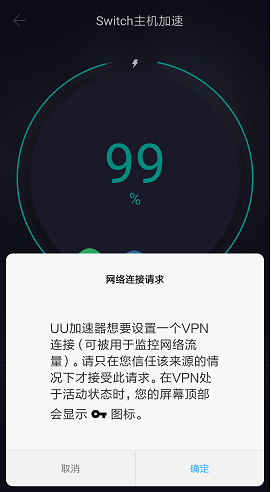 Switch主机加速
99
%
网络连接请求
UU加速器想要设置一个VPN
连接（可被用于监控网络流
量）。请只在您信任该来源的情
况下才接受此请求。在VPN处
于活动状态时，您的屏幕顶部
会显示 图标。
取消
确定